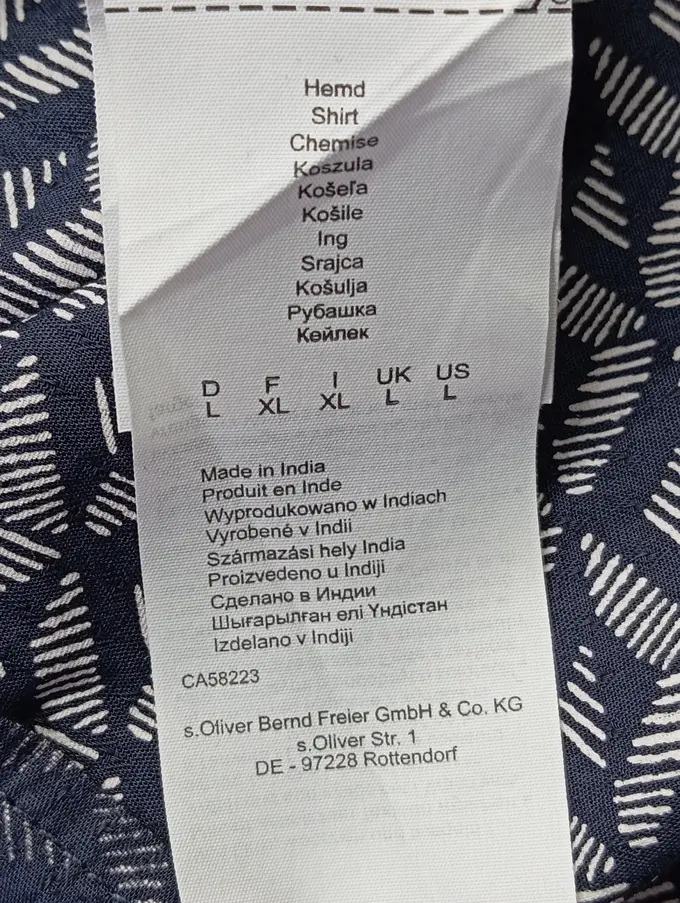 Hemd
Shirt
Chemise
Koszula
Košeľa
Košile
Ing
Srajca
Košulja
Рубашка
Көйлек
D F I UK US
L XL XL L L
Made in India
Produit en Inde
Wyprodukowano w Indiach
Vyrobené v Indii
Származási hely India
Proizvedeno u Indiji
Сделано в Индии
Шығарылған елі Үндістан
Izdelano v Indiji
CA58223
s.Oliver Bernd Freier GmbH & Co. KG
s.Oliver Str. 1
DE - 97228 Rottendorf